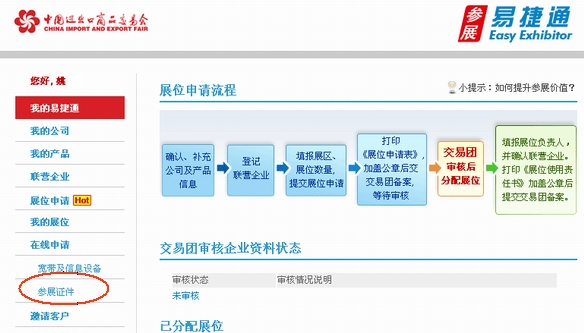 中国进出口商品交易会
CHINA IMPORT AND EXPORT FAIR
参展
易捷通
Easy Exhibitor
您好, 姚
我的易捷通
我的公司
我的产品
联营企业
展位申请 Hot
我的展位
在线申请
宽带及信息设备
参展证件
邀请客户
展位申请流程
小提示：如何提升参展价值？
确认、补充
公司及产品
信息
登记
联营企业
填报展区、
展位数量，
提交展位申请
打印
《展位申请表》，
加盖公章后交
交易团备案，
等待审核
交易团
审核后
分配展位
填报展位负责人，
并确认联营企业。
打印《展位使用责
任书》加盖公章后
提交交易团备案。
交易团审核企业资料状态
审核状态 审核情况说明
未审核
已分配展位